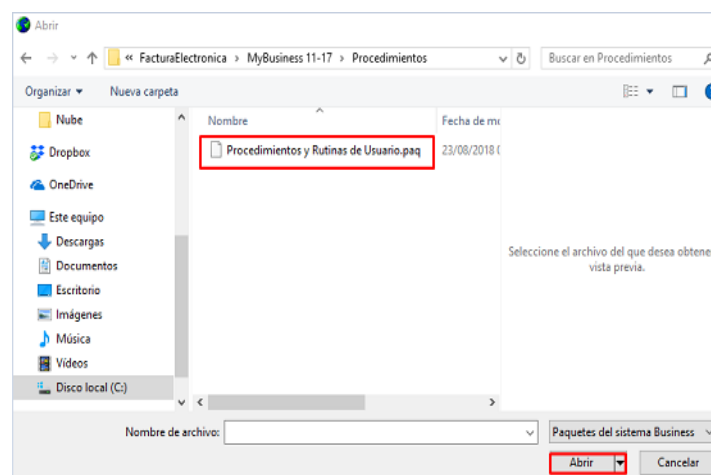 Abrir
« FacturaElectronica > MyBusiness 11-17 > Procedimientos
Buscar en Procedimientos
Organizar
Nueva carpeta
Nube
Dropbox
OneDrive
Este equipo
Descargas
Documentos
Escritorio
Imágenes
Música
Vídeos
Disco local (C:)
Nombre
Fecha de mo
Procedimientos y Rutinas de Usuario.paq
23/08/2018 0
Seleccione el archivo del que desea obtene
vista previa.
Nombre de archivo:
Paquetes del sistema Business
Abrir
Cancelar